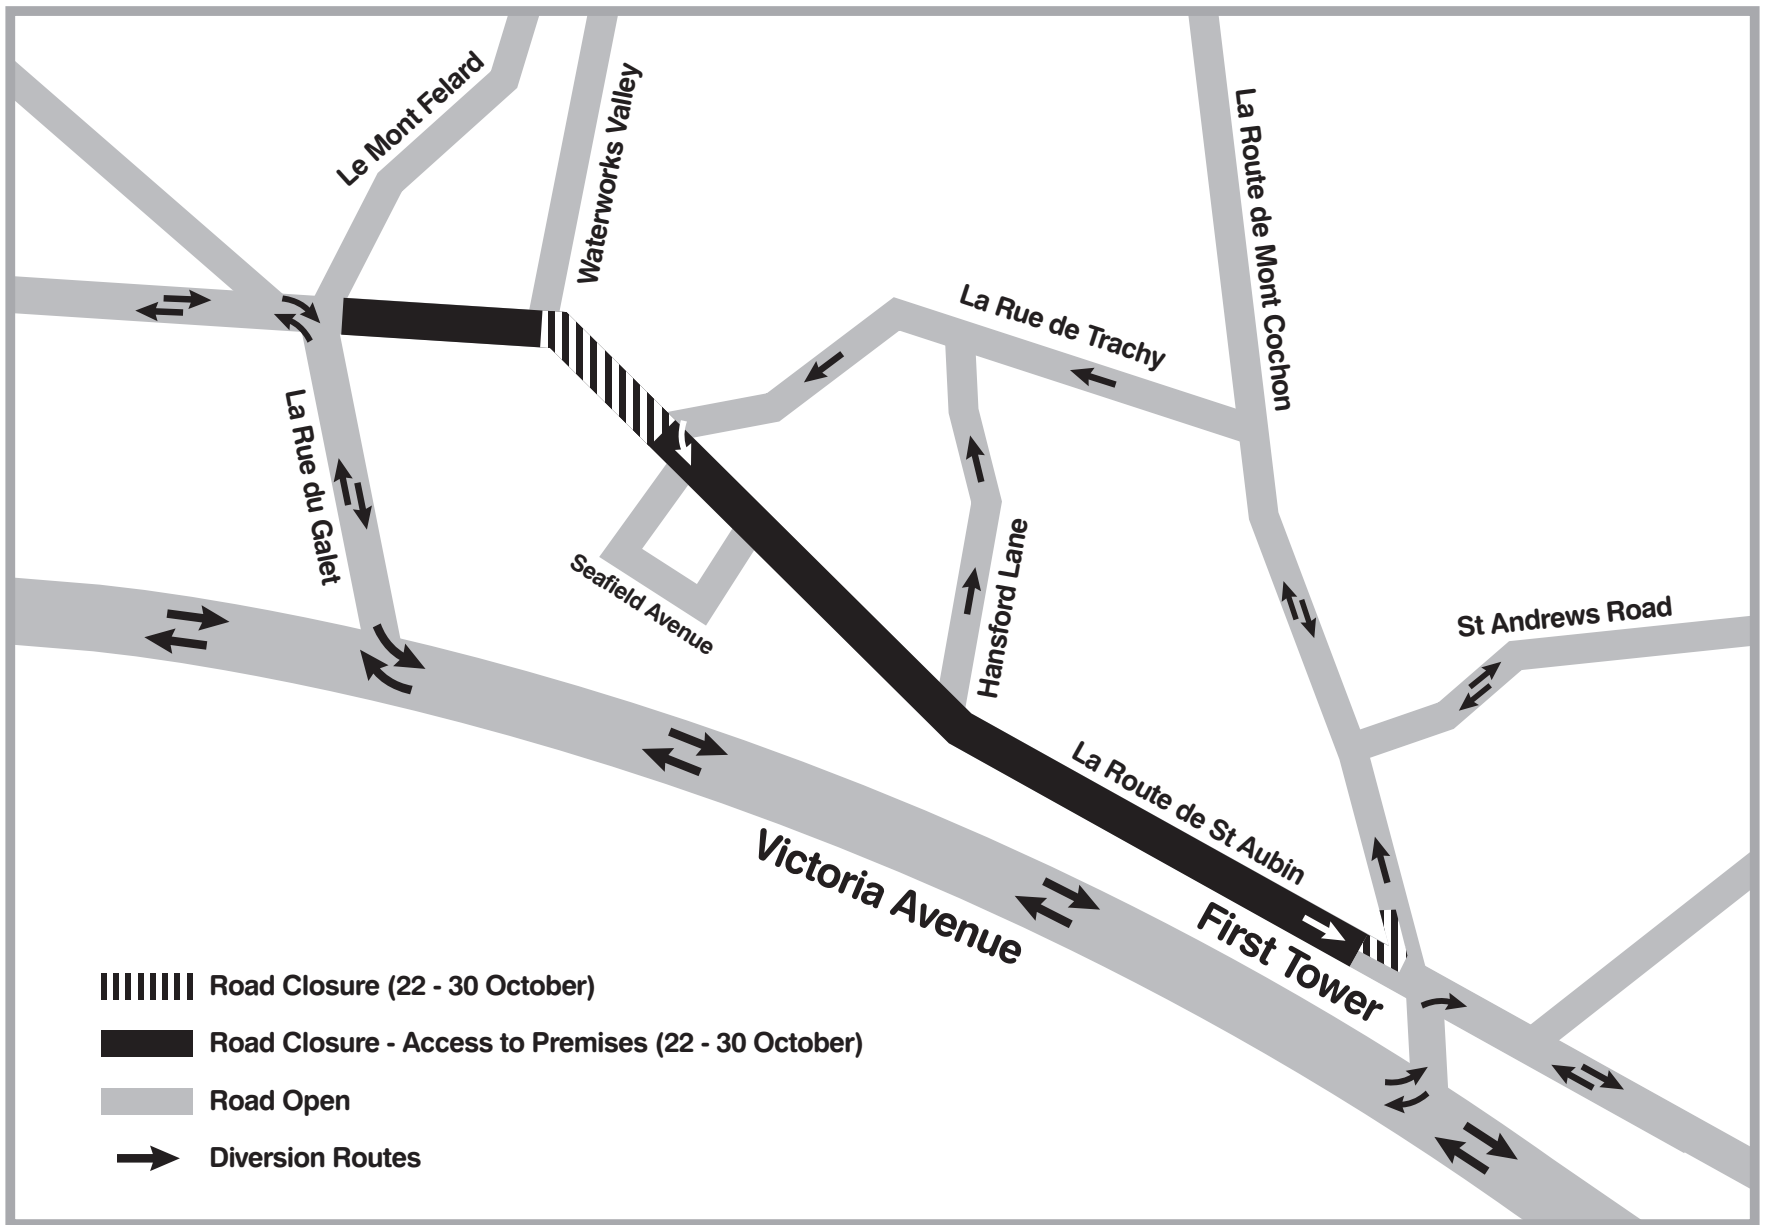 Le Mont Felard
Waterworks Valley
La Route de Mont Cochon
La Rue de Trachy
La Rue du Galet
Seafield Avenue
Hansford Lane
St Andrews Road
La Route de St Aubin
Victoria Avenue
First Tower
Road Closure (22 - 30 October)
Road Closure - Access to Premises (22 - 30 October)
Road Open
Diversion Routes